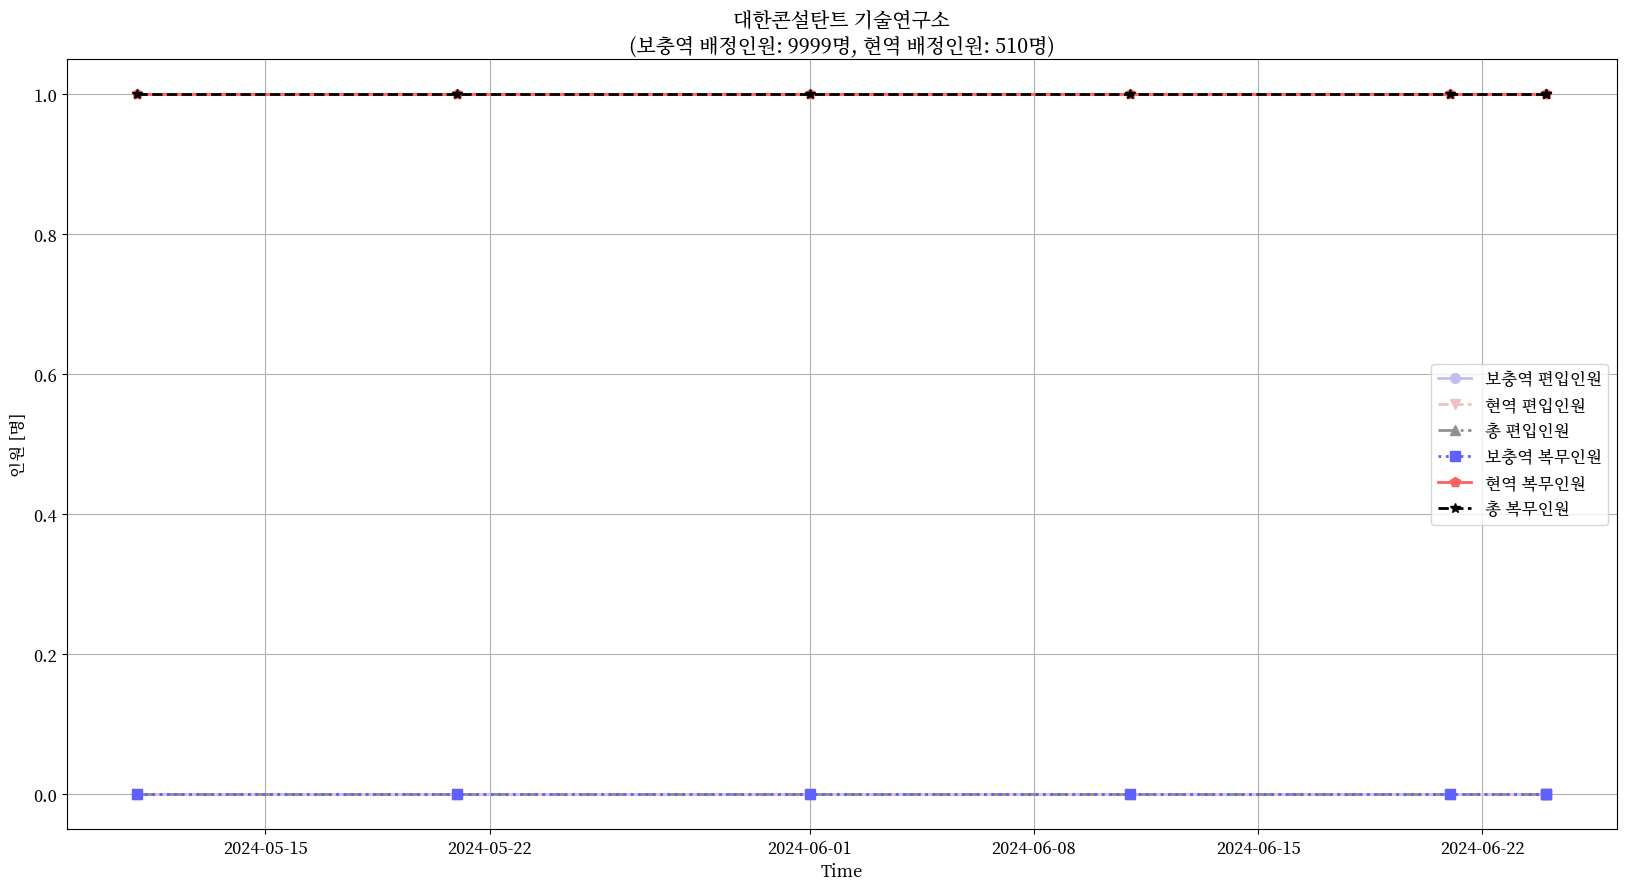 대한콘설탄트 기술연구소
(보충역 배정인원: 9999명, 현역 배정인원: 510명)
인원 [명]
1.0
0.8
0.6
0.4
0.2
0.0
보충역 편입인원
현역 편입인원
총 편입인원
보충역 복무인원
현역 복무인원
총 복무인원
2024-05-15
2024-05-22
2024-06-01
2024-06-08
2024-06-15
2024-06-22
Time